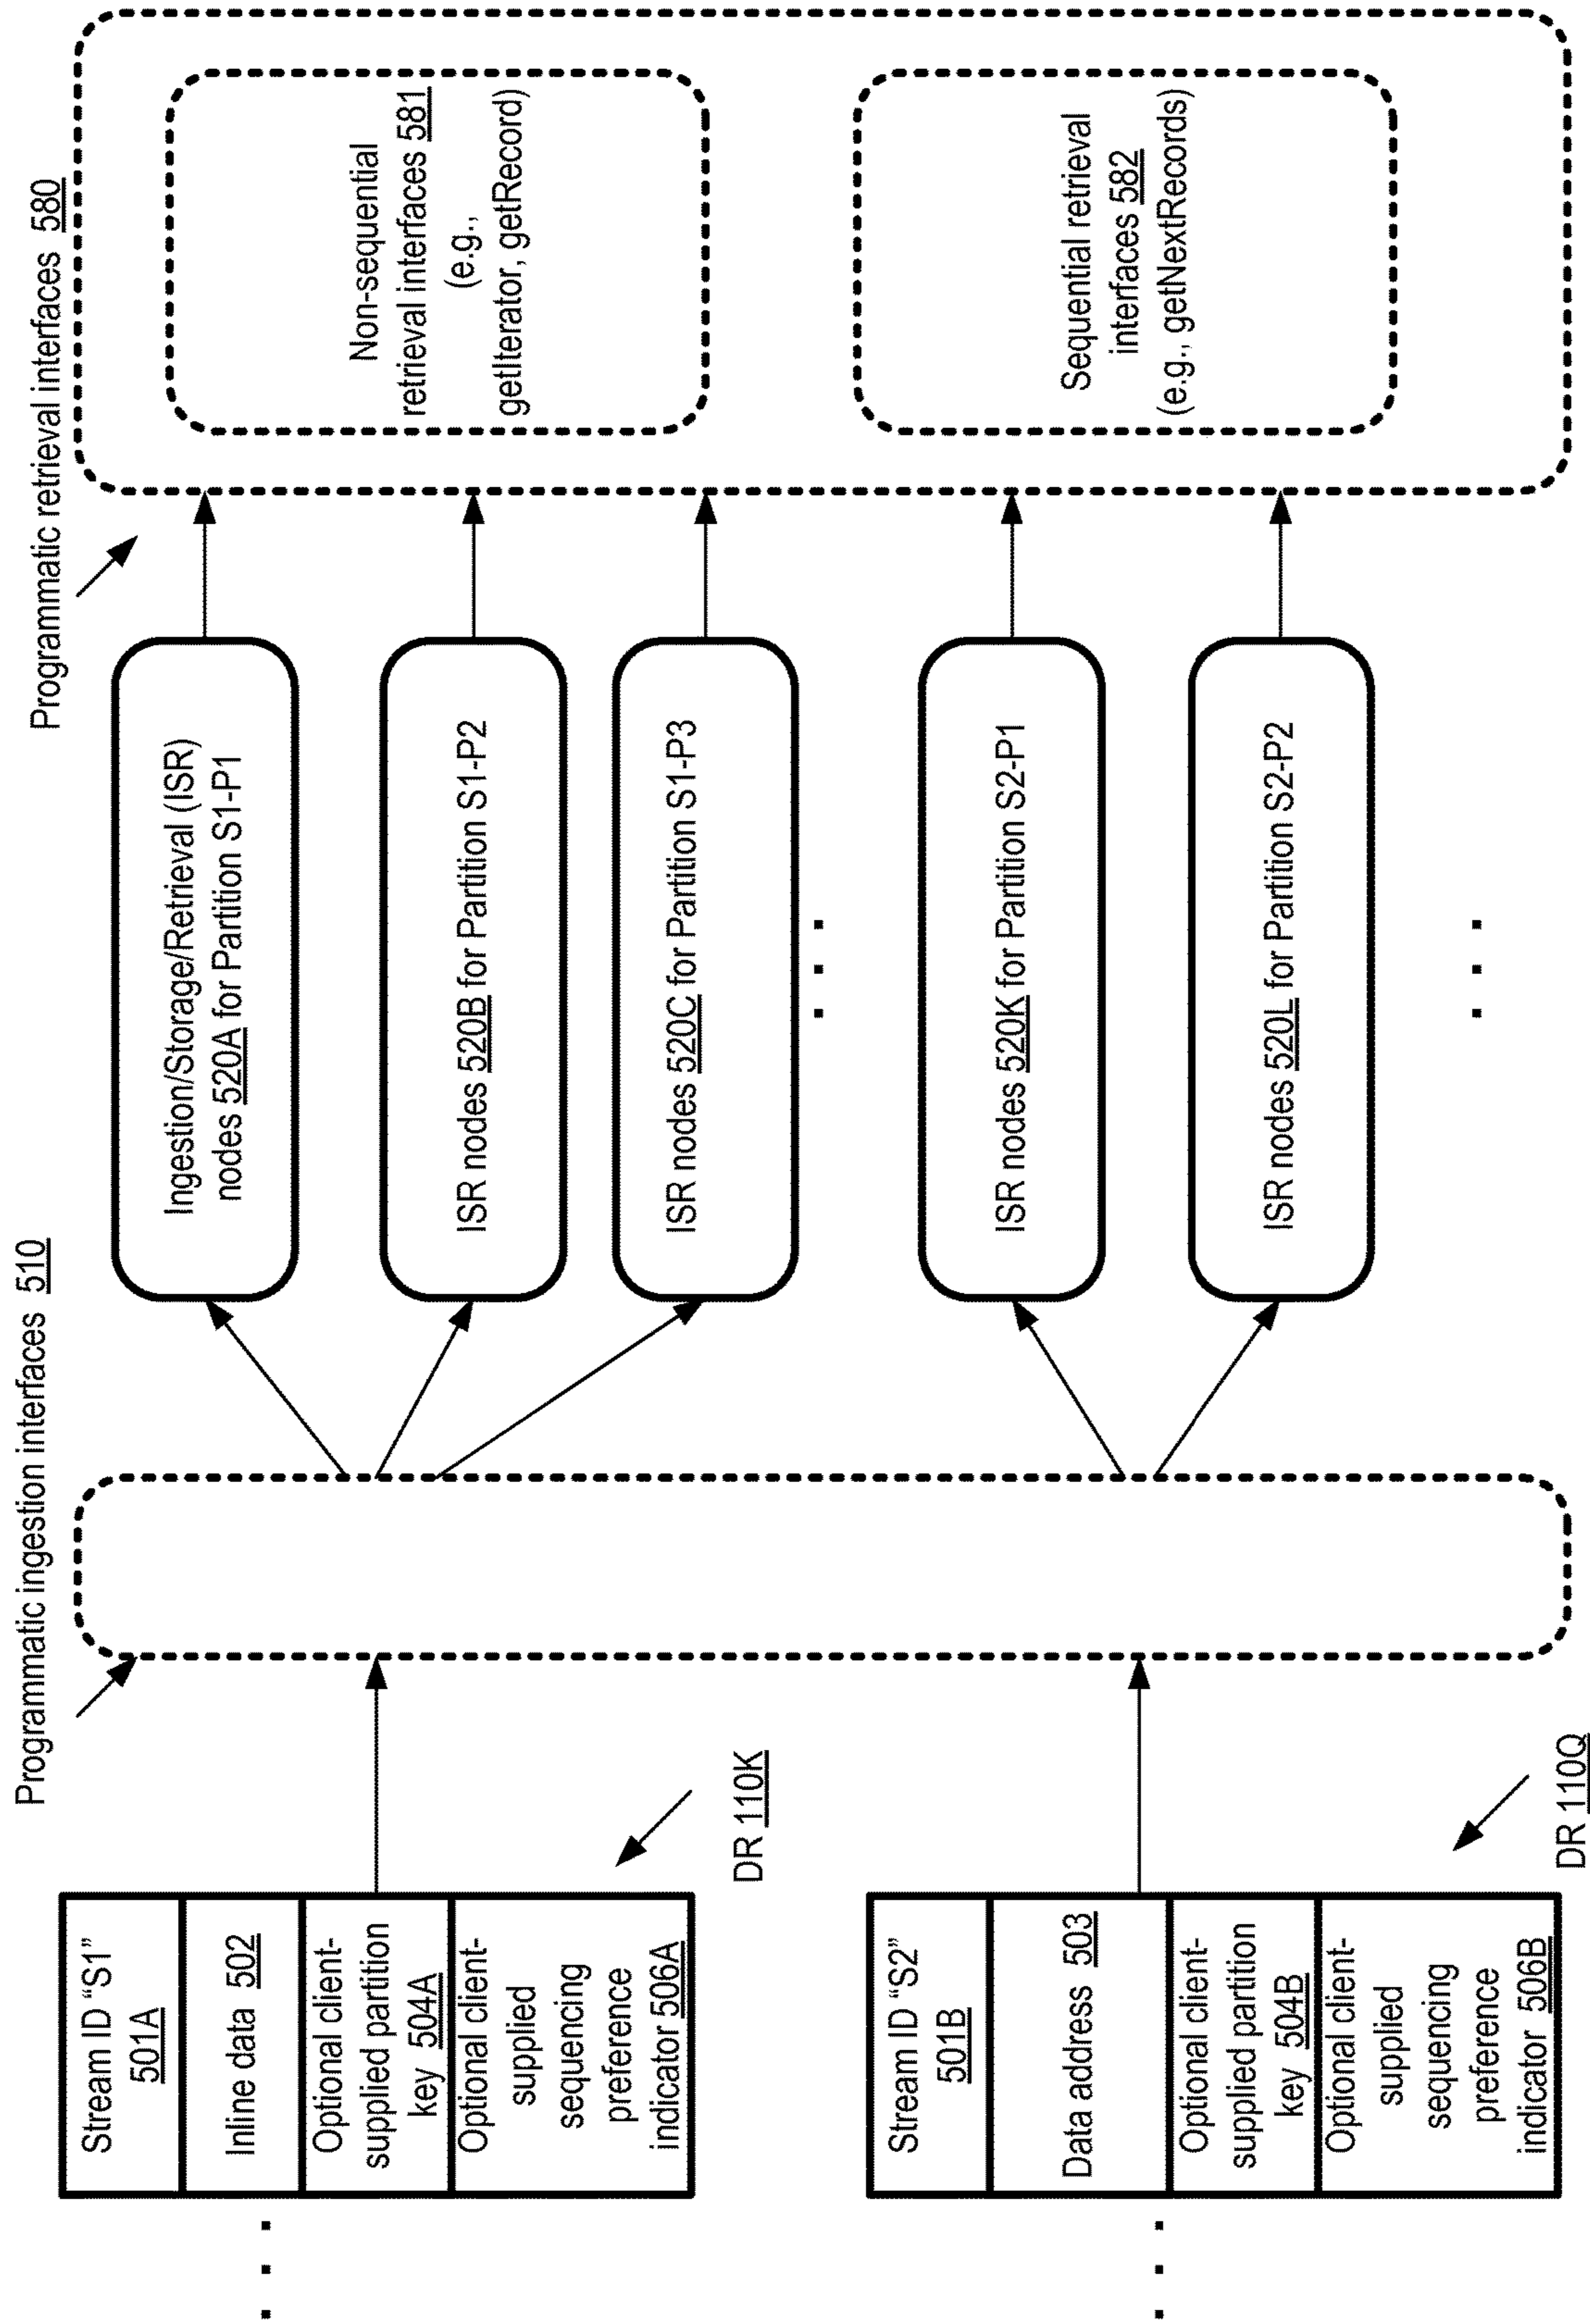 Stream ID “S1”
501A
Inline data 502
Optional client-
supplied partition
key 504A
Optional client-
supplied
sequencing
preference
indicator 506A
DR 110K
Stream ID “S2”
501B
Data address 503
Optional client-
supplied partition
key 504B
Optional client-
supplied
sequencing
preference
indicator 506B
DR 110Q
Programmatic ingestion interfaces 510
Ingestion/Storage/Retrieval (ISR)
nodes 520A for Partition S1-P1
ISR nodes 520B for Partition S1-P2
ISR nodes 520C for Partition S1-P3
. . .
ISR nodes 520K for Partition S2-P1
ISR nodes 520L for Partition S2-P2
. . .
Programmatic retrieval interfaces 580
Non-sequential
retrieval interfaces 581
(e.g.,
getIterator, getRecord)
Sequential retrieval
interfaces 582
(e.g., getNextRecords)